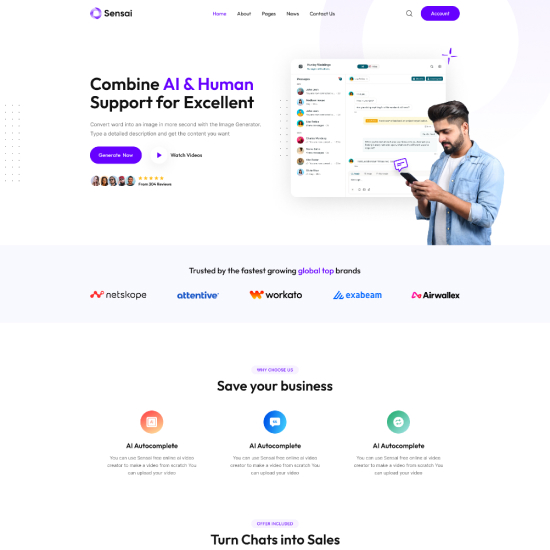 Sensai
Home About Pages News Contact Us
Account
Combine AI & Human
Support for Excellent
Convert word into an image in more second with the Image Generator.
Type a detailed description and get the content you want
Generate Now
Watch Videos
From 204 Reviews
Messages
Trusted by the fastest growing global top brands
netskope
attentive
workato
exabeam
Airwallex
WHY CHOOSE US
Save your business
AI Autocomplete AI Autocomplete AI Autocomplete
You can use Sensai free online ai video You can use Sensai free online ai video You can use Sensai free online ai video
creator to make a video from scratch You creator to make a video from scratch You creator to make a video from scratch You
can upload your video can upload your video can upload your video
OFFER INCLUDED
Turn Chats into Sales